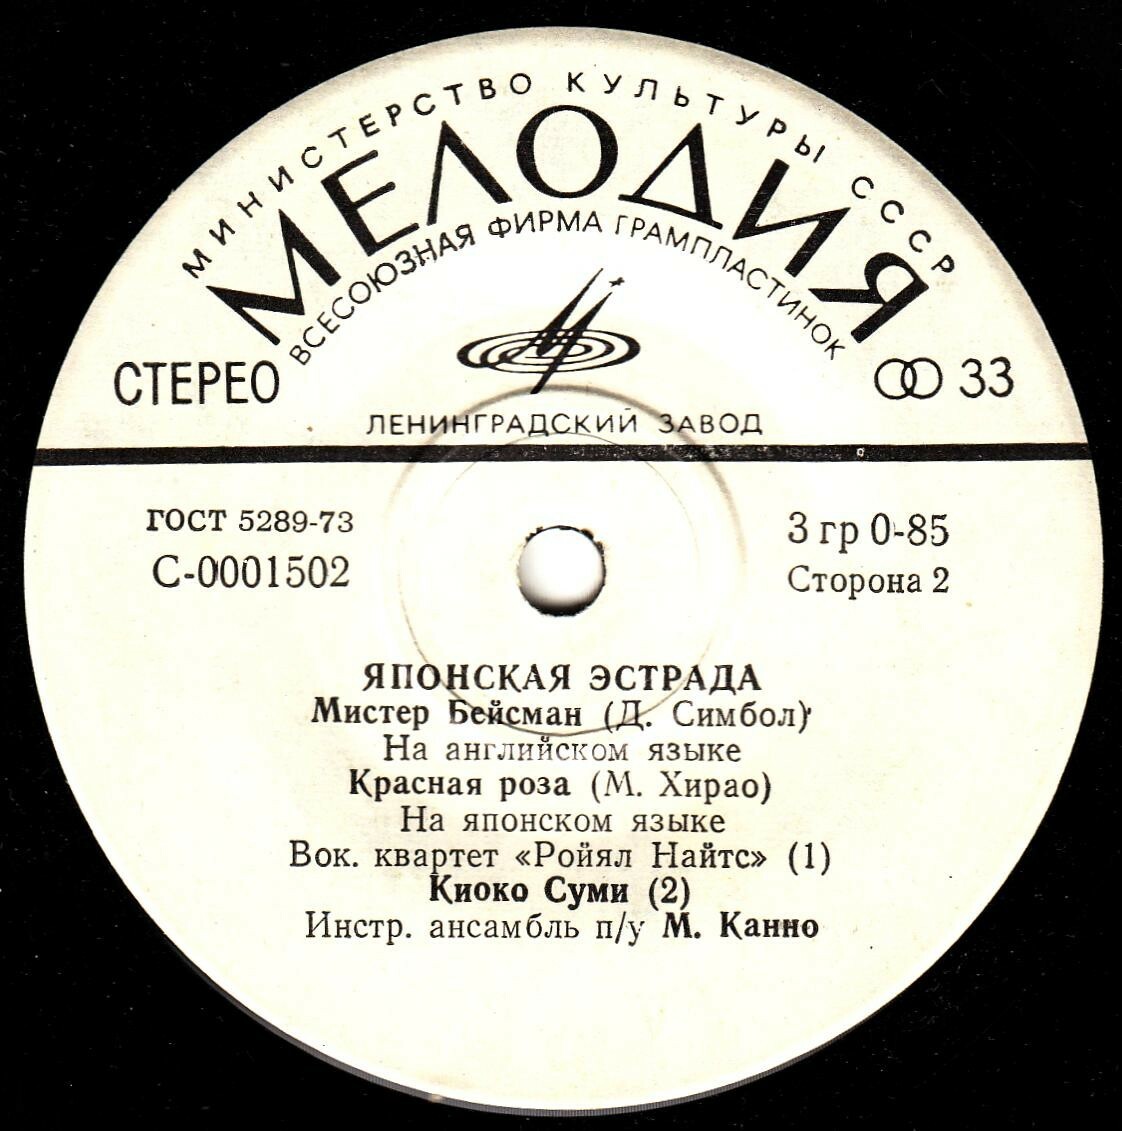 МИНИСТЕРСТВО КУЛЬТУРЫ СССР
МЕЛОДИЯ
ВСЕСОЮЗНАЯ ФИРМА ГРАМПЛАСТИНОК
СТЕРЕО
33
ЛЕНИНГРАДСКИЙ ЗАВОД
ГОСТ 5289-73
С-0001502
3 гр 0-85
Сторона 2
ЯПОНСКАЯ ЭСТРАДА
Мистер Бейсман (Д. Симбол)
На английском языке
Красная роза (М. Хирао)
На японском языке
Вок. квартет «Ройял Найтс» (1)
Киоко Суми (2)
Инстр. ансамбль п/у М. Канно